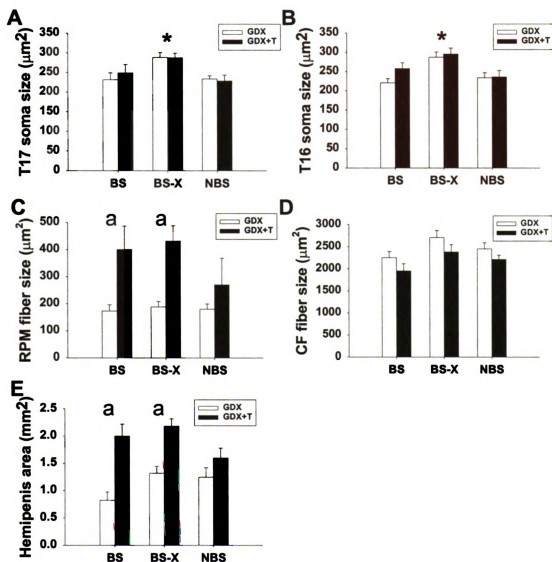 A
350
300
250
200
150
100
50
0
T17 soma size (μm2)
*
GDX
GDX+T
BS
BS-X
NBS
B
350
300
250
200
150
100
50
0
T16 soma size (μm²)
*
GDX
GDX+T
BS
BS-X
NBS
C
500
400
300
200
100
0
RPM fiber size (μm²)
a
a
GDX
GDX+T
BS
BS-X
NBS
D
2500
2000
1500
1000
500
0
CF fiber size (μm²)
GDX
GDX+T
BS
BS-X
NBS
E
2.5
2.0
1.5
1.0
0.5
0.0
Hemipenis area (mm2)
a
a
GDX
GDX+T
BS
BS-X
NBS